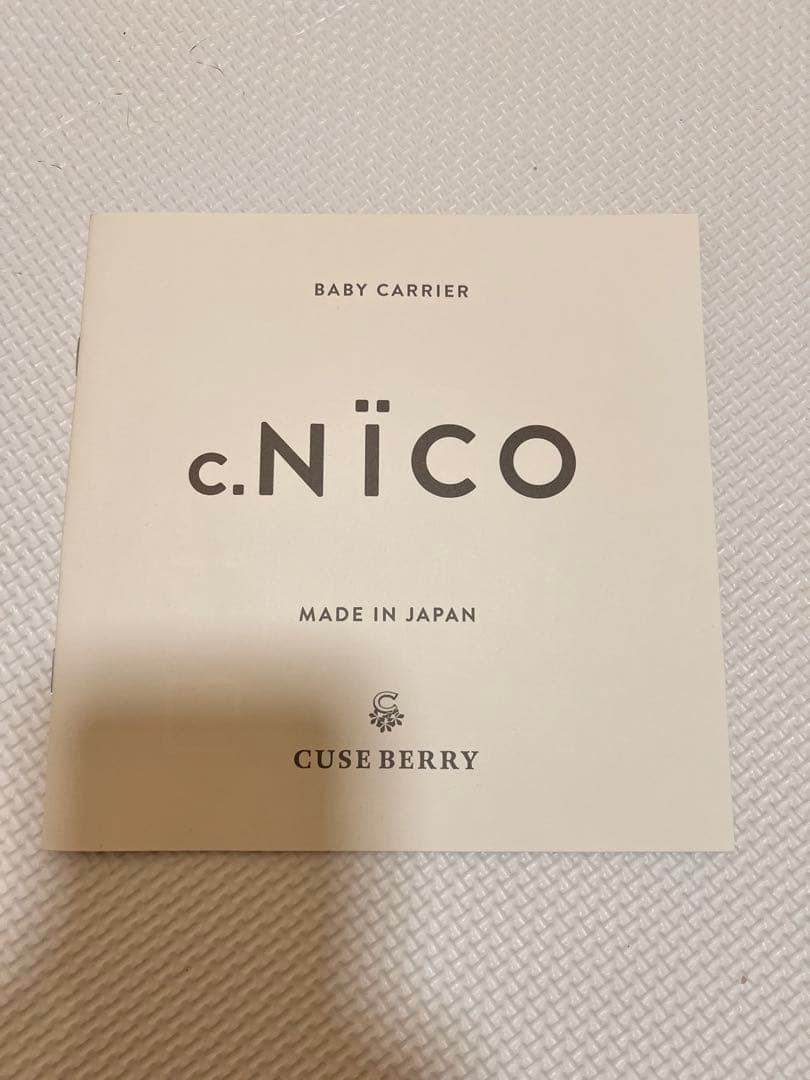 BABY CARRIER
c.NÏCO
MADE IN JAPAN
C
CUSE BERRY